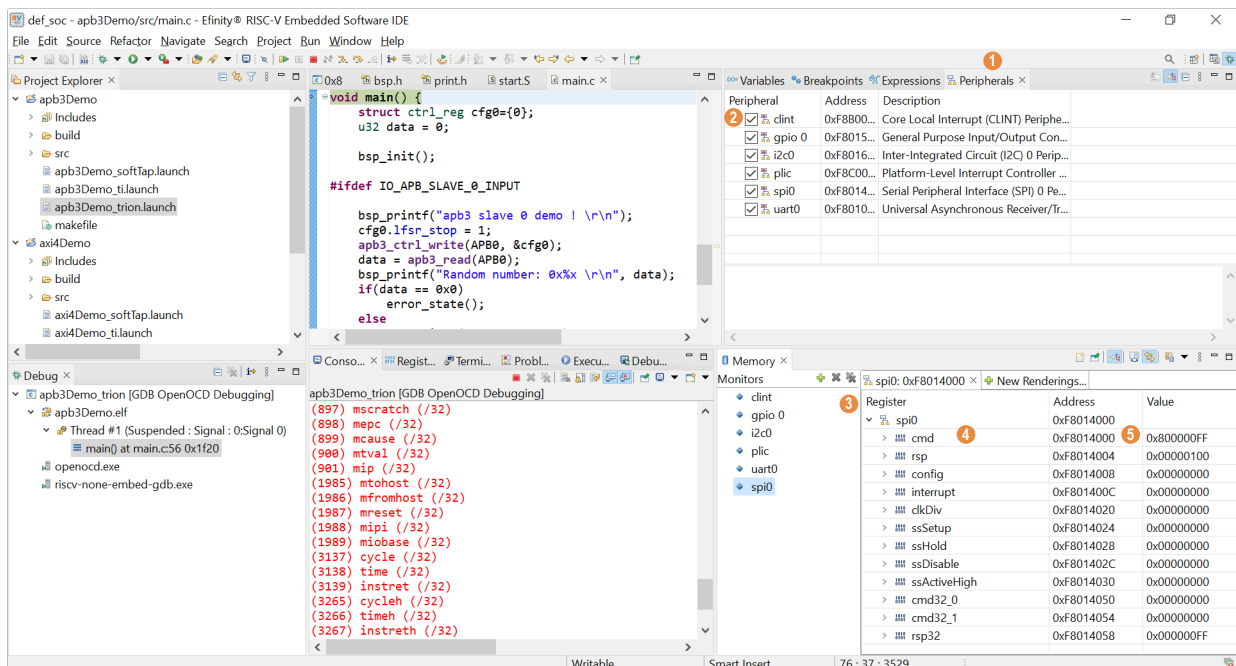 def_soc - apb3Demo/src/main.c - Efinity® RISC-V Embedded Software IDE
File Edit Source Refactor Navigate Search Project Run Window Help
Project Explorer
apb3Demo
Includes
build
src
apb3Demo_softTap.launch
apb3Demo_ti.launch
apb3Demo_trion.launch
makefile
axi4Demo
Includes
build
src
axi4Demo_softTap.launch
axi4Demo_ti.launch
0x8 bsp.h print.h start.S main.c
void main() {
struct ctrl_reg cfg0={0};
u32 data = 0;
bsp_init();
#ifdef IO_APB_SLAVE_0_INPUT
bsp_printf("apb3 slave 0 demo ! \r\n");
cfg0.lfsr_stop = 1;
apb3_ctrl_write(APB0, &cfg0);
data = apb3_read(APB0);
bsp_printf("Random number: 0x%x \r\n", data);
if(data == 0x0)
error_state();
else
1
Variables Breakpoints Expressions Peripherals
Peripheral Address Description
2 clint 0xF8B00... Core Local Interrupt (CLINT) Periphe...
gpio 0 0xF8015... General Purpose Input/Output Con...
i2c0 0xF8016... Inter-Integrated Circuit (I2C) 0 Perip...
plic 0xF8C00... Platform-Level Interrupt Controller ...
spi0 0xF8014... Serial Peripheral Interface (SPI) 0 Pe...
uart0 0xF8010... Universal Asynchronous Receiver/Tr...
Debug
apb3Demo_trion [GDB OpenOCD Debugging]
apb3Demo.elf
Thread #1 (Suspended : Signal : 0:Signal 0)
main() at main.c:56 0x1f20
openocd.exe
riscv-none-embed-gdb.exe
Conso... Regist... Termi... Probl... Execu... Debu...
apb3Demo_trion [GDB OpenOCD Debugging]
(897) mscratch (/32)
(898) mepc (/32)
(899) mcause (/32)
(900) mtval (/32)
(901) mip (/32)
(1985) mtohost (/32)
(1986) mfromhost (/32)
(1987) mreset (/32)
(1988) mipi (/32)
(1989) miobase (/32)
(3137) cycle (/32)
(3138) time (/32)
(3139) instret (/32)
(3265) cycleh (/32)
(3266) timeh (/32)
(3267) instreth (/32)
Memory
Monitors
clint
gpio 0
i2c0
plic
uart0
spi0
spi0: 0xF8014000 New Renderings...
3 Register Address Value
spi0 0xF8014000
cmd 4 0xF8014000 5 0x800000FF
rsp 0xF8014004 0x00000100
config 0xF8014008 0x00000000
interrupt 0xF801400C 0x00000000
clkDiv 0xF8014020 0x00000000
ssSetup 0xF8014024 0x00000000
ssHold 0xF8014028 0x00000000
ssDisable 0xF801402C 0x00000000
ssActiveHigh 0xF8014030 0x00000000
cmd32_0 0xF8014050 0x00000000
cmd32_1 0xF8014054 0x00000000
rsp32 0xF8014058 0x000000FF
Writable Smart Insert 76 : 37 : 3529